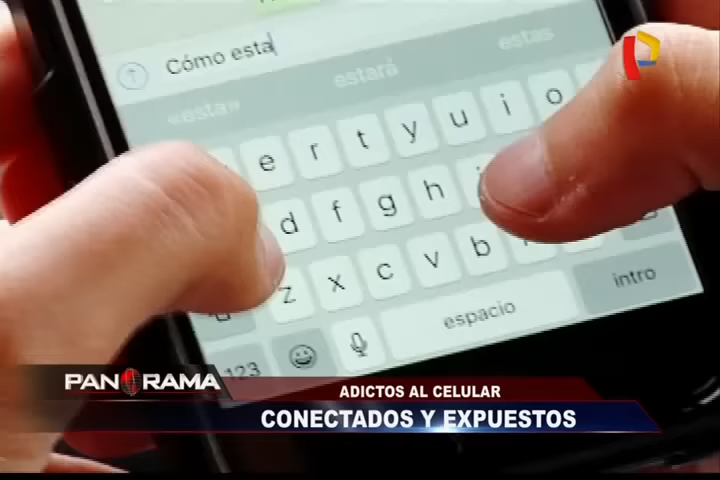 Cómo esta
«esta» estará estas
e r t y u i o
d f g h
z x c v b
123 espacio intro
PANORAMA
ADICTOS AL CELULAR
CONECTADOS Y EXPUESTOS